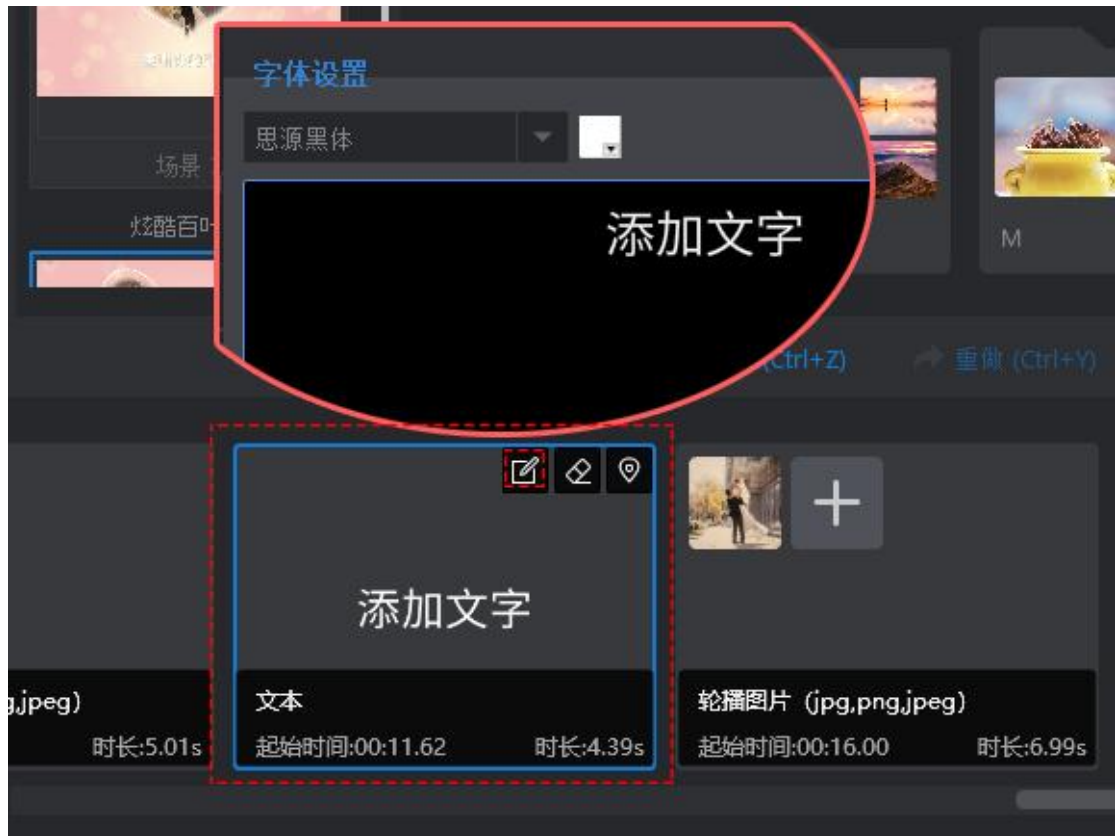 字体设置
思源黑体
场景
炫酷百叶
添加文字
M
(Ctrl+Z)
重做 (Ctrl+Y)
添加文字
g,jpeg)
时长:5.01s
文本
起始时间:00:11.62
时长:4.39s
轮播图片 (jpg,png,jpeg)
起始时间:00:16.00
时长:6.99s